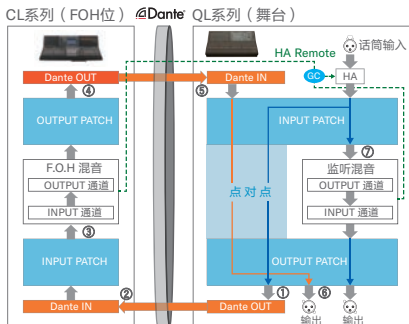 CL系列（FOH位）
Dante
QL系列（舞台）
HA Remote
话筒输入
GC
HA
Dante OUT
Dante IN
④
⑤
OUTPUT PATCH
INPUT PATCH
⑦
F.O.H 混音
OUTPUT 通道
INPUT 通道
点 对 点
监听混音
OUTPUT 通道
INPUT 通道
③
INPUT PATCH
OUTPUT PATCH
②
①
⑥
Dante IN
Dante OUT
输出
输出